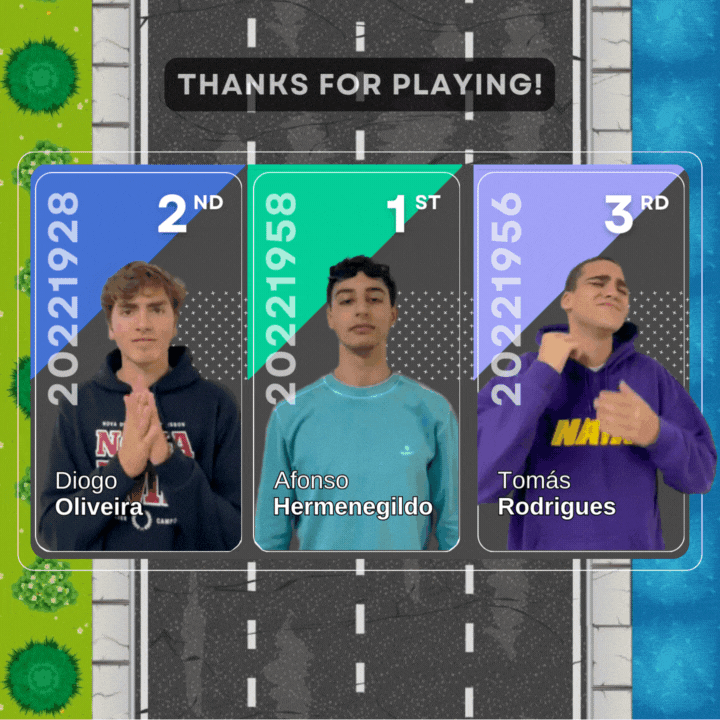 THANKS FOR PLAYING!
20221928
2ND
Diogo
Oliveira
20221958
1ST
Afonso
Hermenegildo
20221956
3RD
Tomás
Rodrigues